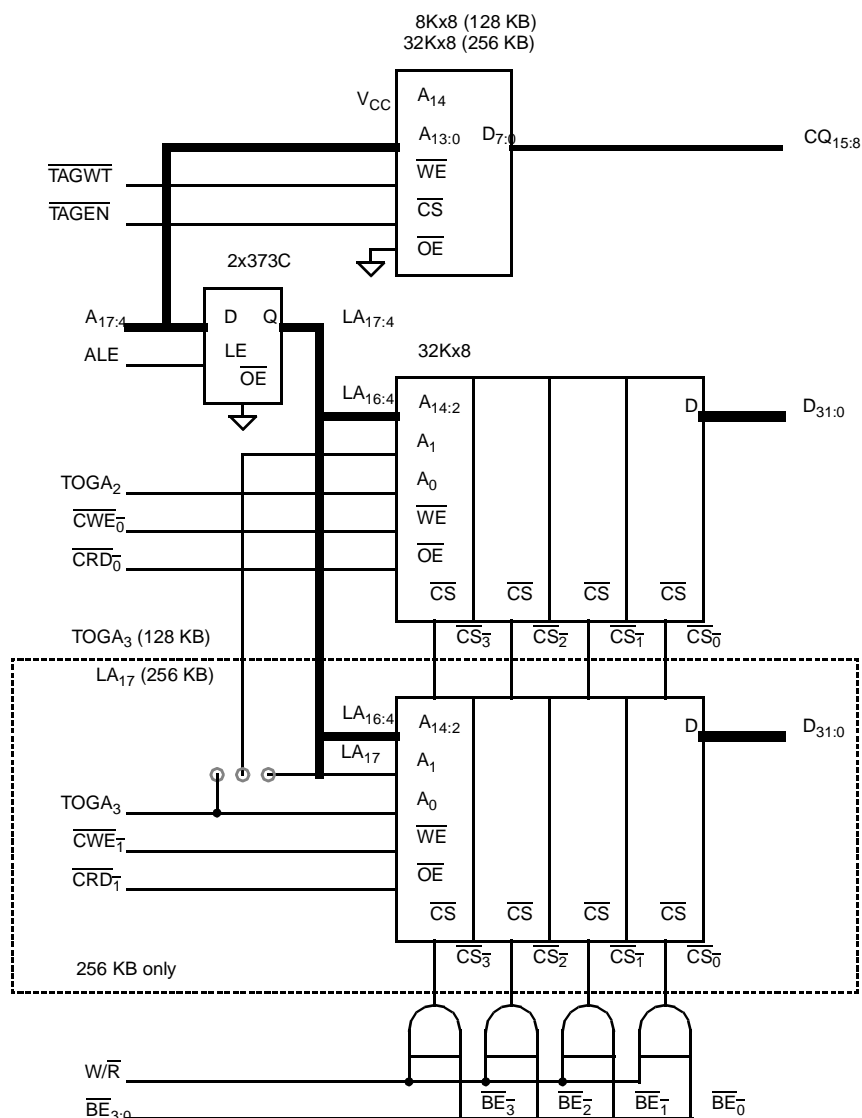 8Kx8 (128 KB)
32Kx8 (256 KB)
VCC
A14
A13:0
D7:0
CQ15:8
TAGWT
WE
TAGEN
CS
OE
2x373C
A17:4
D
Q
LA17:4
ALE
LE
OE
32Kx8
LA16:4
A14:2
D
D31:0
A1
TOGA2
A0
CWE0
WE
CRD0
OE
CS
CS
CS
CS
CS3
CS2
CS1
CS0
TOGA3 (128 KB)
LA17 (256 KB)
LA16:4
A14:2
D
D31:0
LA17
A1
TOGA3
A0
CWE1
WE
CRD1
OE
CS
CS
CS
CS
CS3
CS2
CS1
CS0
256 KB only
W/R
BE3:0
BE3
BE2
BE1
BE0